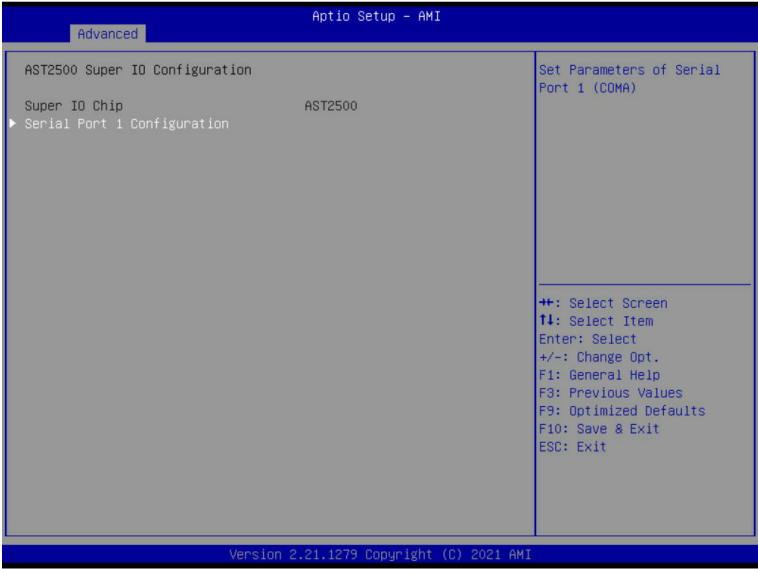 Aptio Setup – AMI
Advanced
AST2500 Super IO Configuration
Super IO Chip AST2500
▶ Serial Port 1 Configuration
Set Parameters of Serial
Port 1 (COMA)
→←: Select Screen
↑↓: Select Item
Enter: Select
+/-: Change Opt.
F1: General Help
F3: Previous Values
F9: Optimized Defaults
F10: Save & Exit
ESC: Exit
Version 2.21.1279 Copyright (C) 2021 AMI